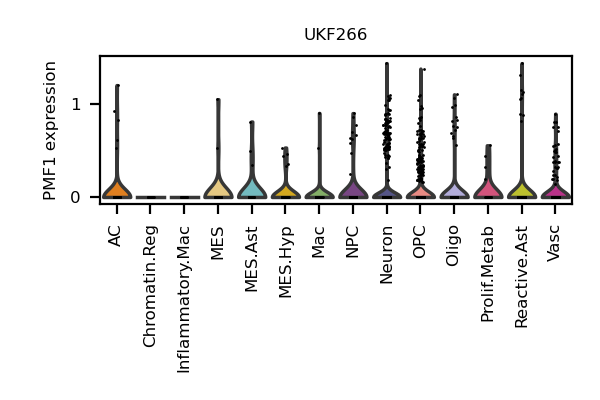 UKF266
PMF1 expression
1
0
AC
Chromatin.Reg
Inflammatory.Mac
MES
MES.Ast
MES.Hyp
Mac
NPC
Neuron
OPC
Oligo
Prolif.Metab
Reactive.Ast
Vasc